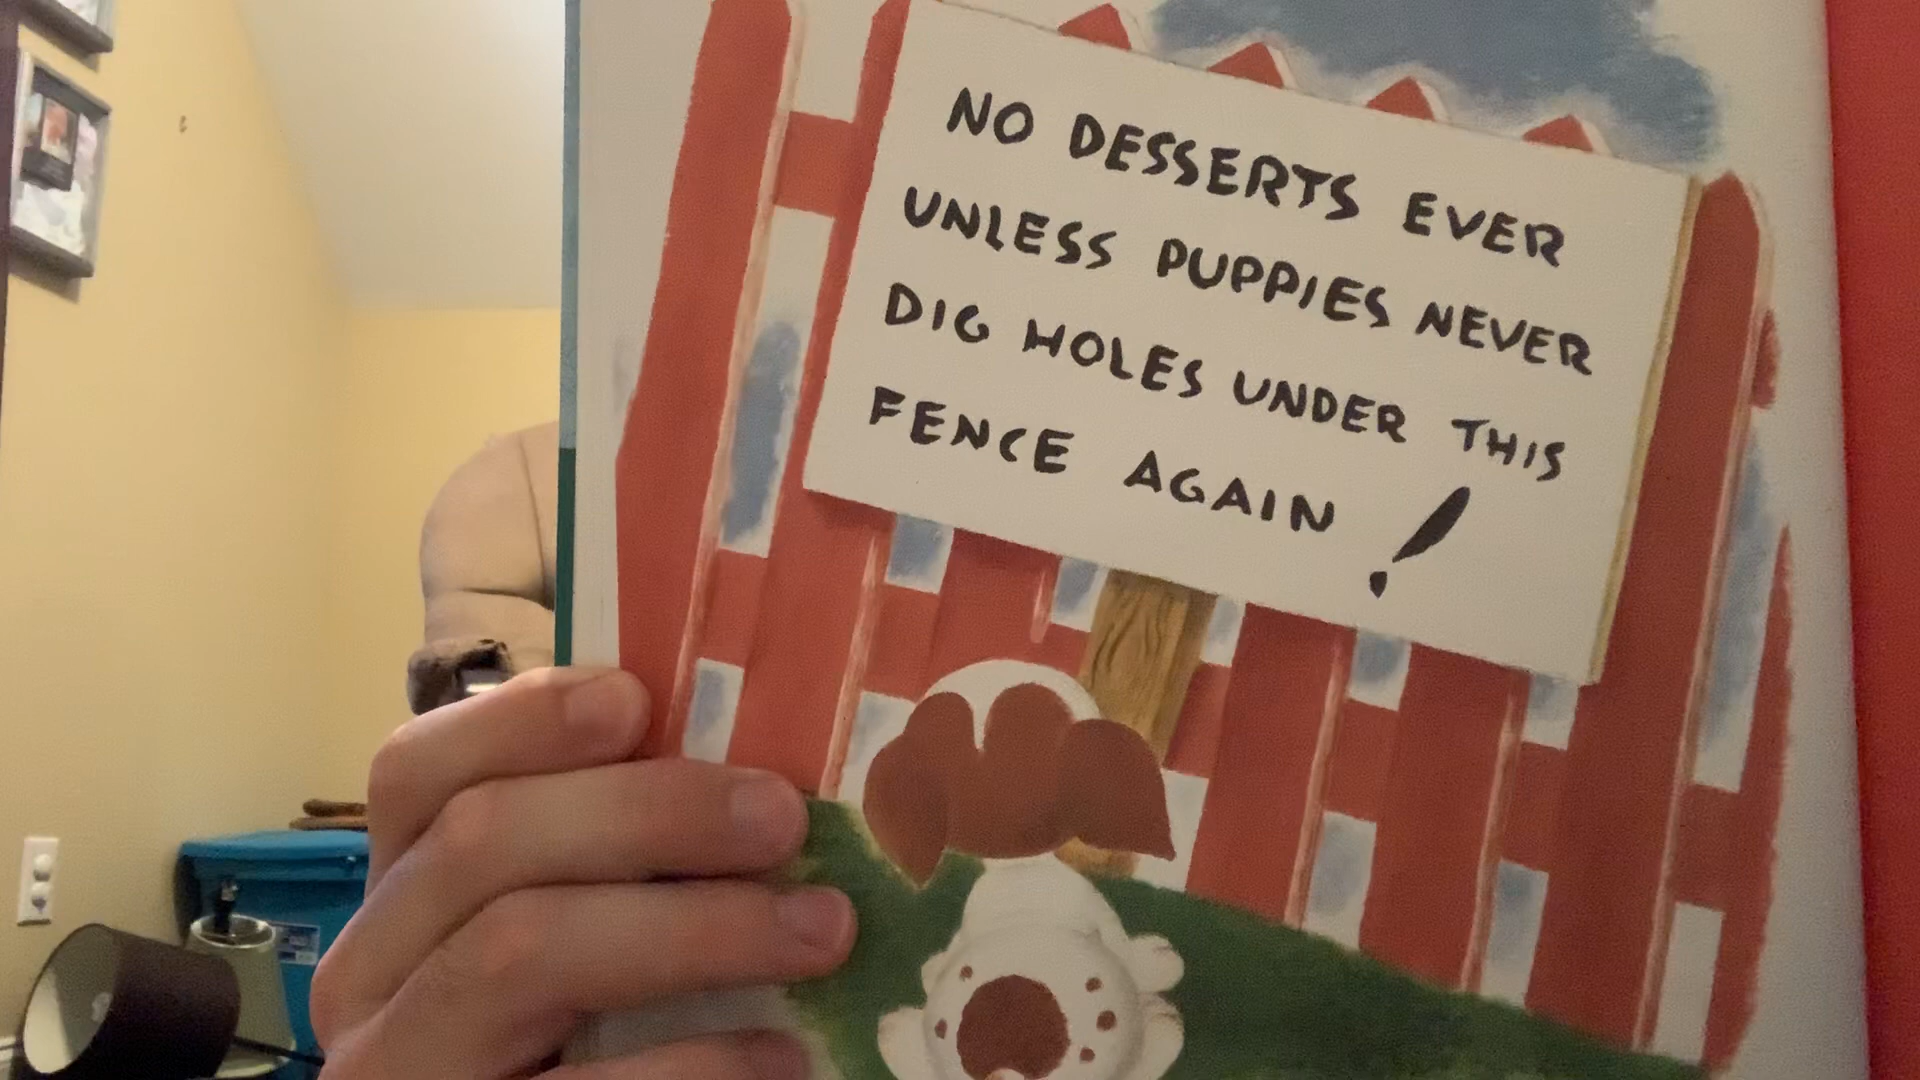 NO DESSERTS EVER
UNLESS PUPPIES NEVER
DIG HOLES UNDER THIS
FENCE AGAIN !